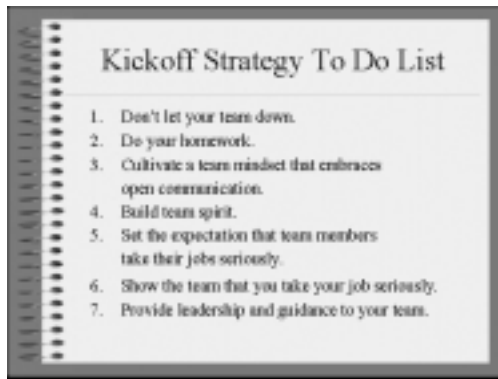 Kickoff Strategy To Do List
1. Don't let your team down.
2. Do your homework.
3. Cultivate a team mindset that embraces
open communication.
4. Build team spirit.
5. Set the expectation that team members
take their jobs seriously.
6. Show the team that you take your job seriously.
7. Provide leadership and guidance to your team.